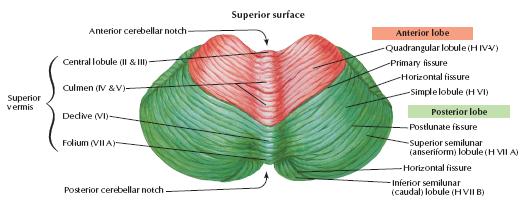 Superior surface
Anterior cerebellar notch
Central lobule (II & III)
Culmen (IV & V)
Superior
vermis
Declive (VI)
Folium (VII A)
Posterior cerebellar notch
Anterior lobe
Quadrangular lobule (H IV-V)
Primary fissure
Horizontal fissure
Simple lobule (H VI)
Posterior lobe
Postlunate fissure
Superior semilunar
(anseriform) lobule (H VII A)
Horizontal fissure
Inferior semilunar
(caudal) lobule (H VII B)